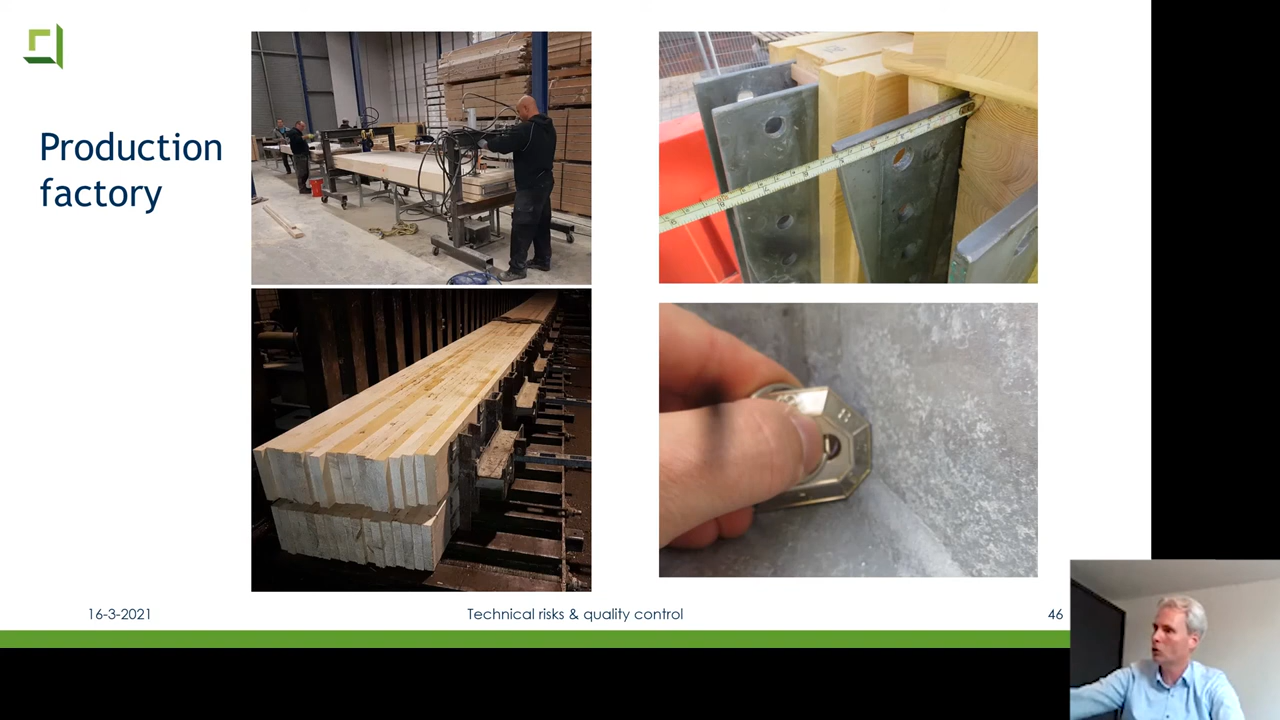 Production
factory
16-3-2021
Technical risks & quality control
46